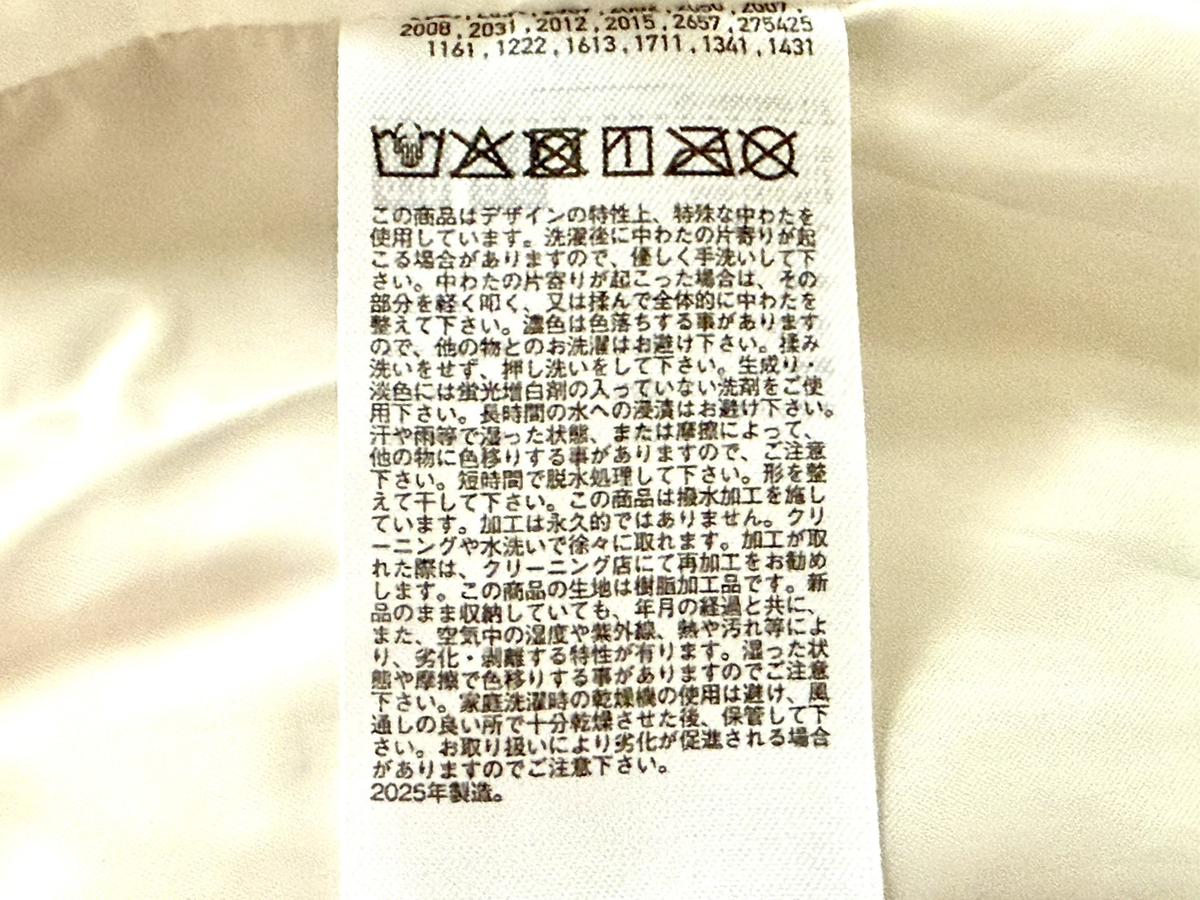 2008,2031,2012,2015,2657,275425
1161,1222,1613,1711,1341,1431
この商品はデザインの特性上、特殊な中わたを
使用しています。洗濯後に中わたの片寄りが起
こる場合がありますので、優しく手洗いして下
さい。中わたの片寄りが起こった場合は、その
部分を軽く叩く、又は揉んで全体的に中わたを
整えて下さい。濃色は色落ちする事があります
ので、他の物とのお洗濯はお避け下さい。揉み
洗いをせず、押し洗いをして下さい。生成り・
淡色には蛍光増白剤の入っていない洗剤をご使
用下さい。長時間の水への浸漬はお避け下さい。
汗や雨等で湿った状態、または摩擦によって、
他の物に色移りする事がありますので、ご注意
下さい。短時間で脱水処理して下さい。形を整
えて干して下さい。この商品は撥水加工を施し
ています。加工は永久的ではありません。クリ
ーニングや水洗いで徐々に取れます。加工が取
れた際は、クリーニング店にて再加工をお勧め
します。この商品の生地は樹脂加工品です。新
品のまま収納していても、年月の経過と共に、
また、空気中の湿度や紫外線、熱や汚れ等によ
り、劣化・剥離する特性が有ります。湿った状
態や摩擦で色移りする事がありますのでご注意
下さい。家庭洗濯時の乾燥機の使用は避け、風
通しの良い所で十分乾燥させた後、保管して下
さい。お取り扱いにより劣化が促進される場合
がありますのでご注意下さい。
2025年製造。